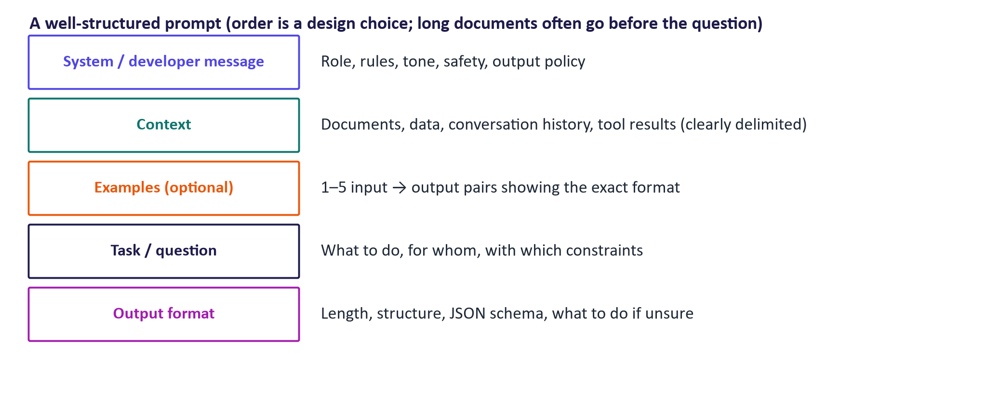 A well-structured prompt (order is a design choice; long documents often go before the question)
System / developer message
Role, rules, tone, safety, output policy
Context
Documents, data, conversation history, tool results (clearly delimited)
Examples (optional)
1–5 input → output pairs showing the exact format
Task / question
What to do, for whom, with which constraints
Output format
Length, structure, JSON schema, what to do if unsure